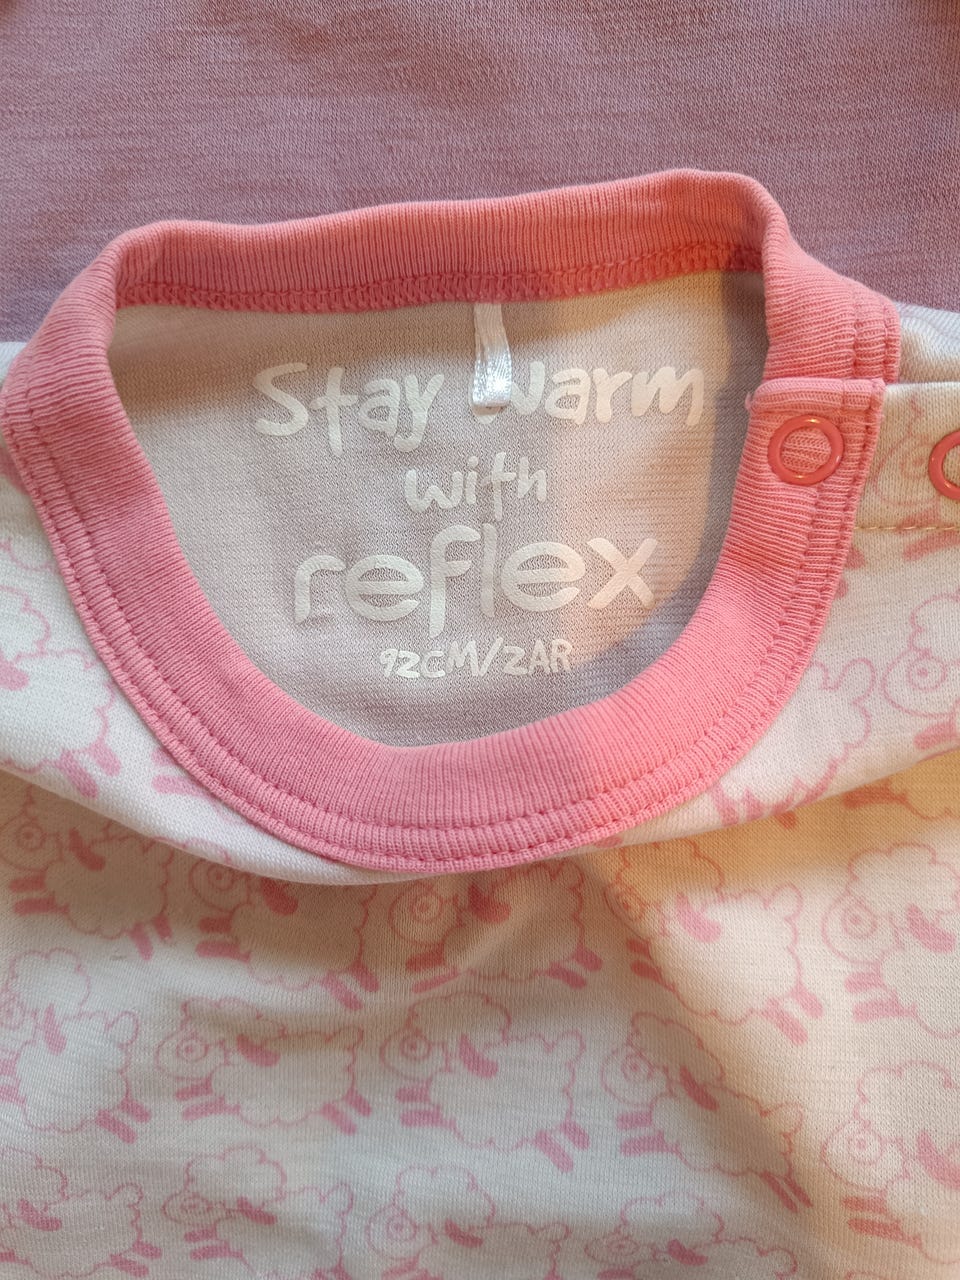 Stay Warm
with
reflex
92CM/2AR